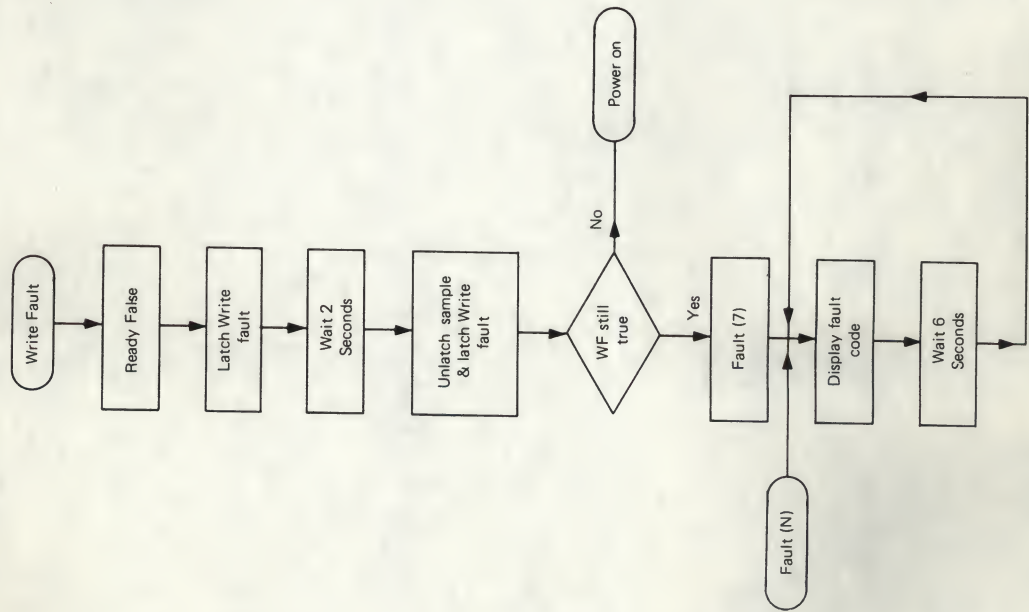 Write Fault
Ready False
Latch Write
fault
Wait 2
Seconds
Unlatch sample
& latch Write
fault
WF still
true
No
Power on
Yes
Fault (7)
Fault (N)
Display fault
code
Wait 6
Seconds